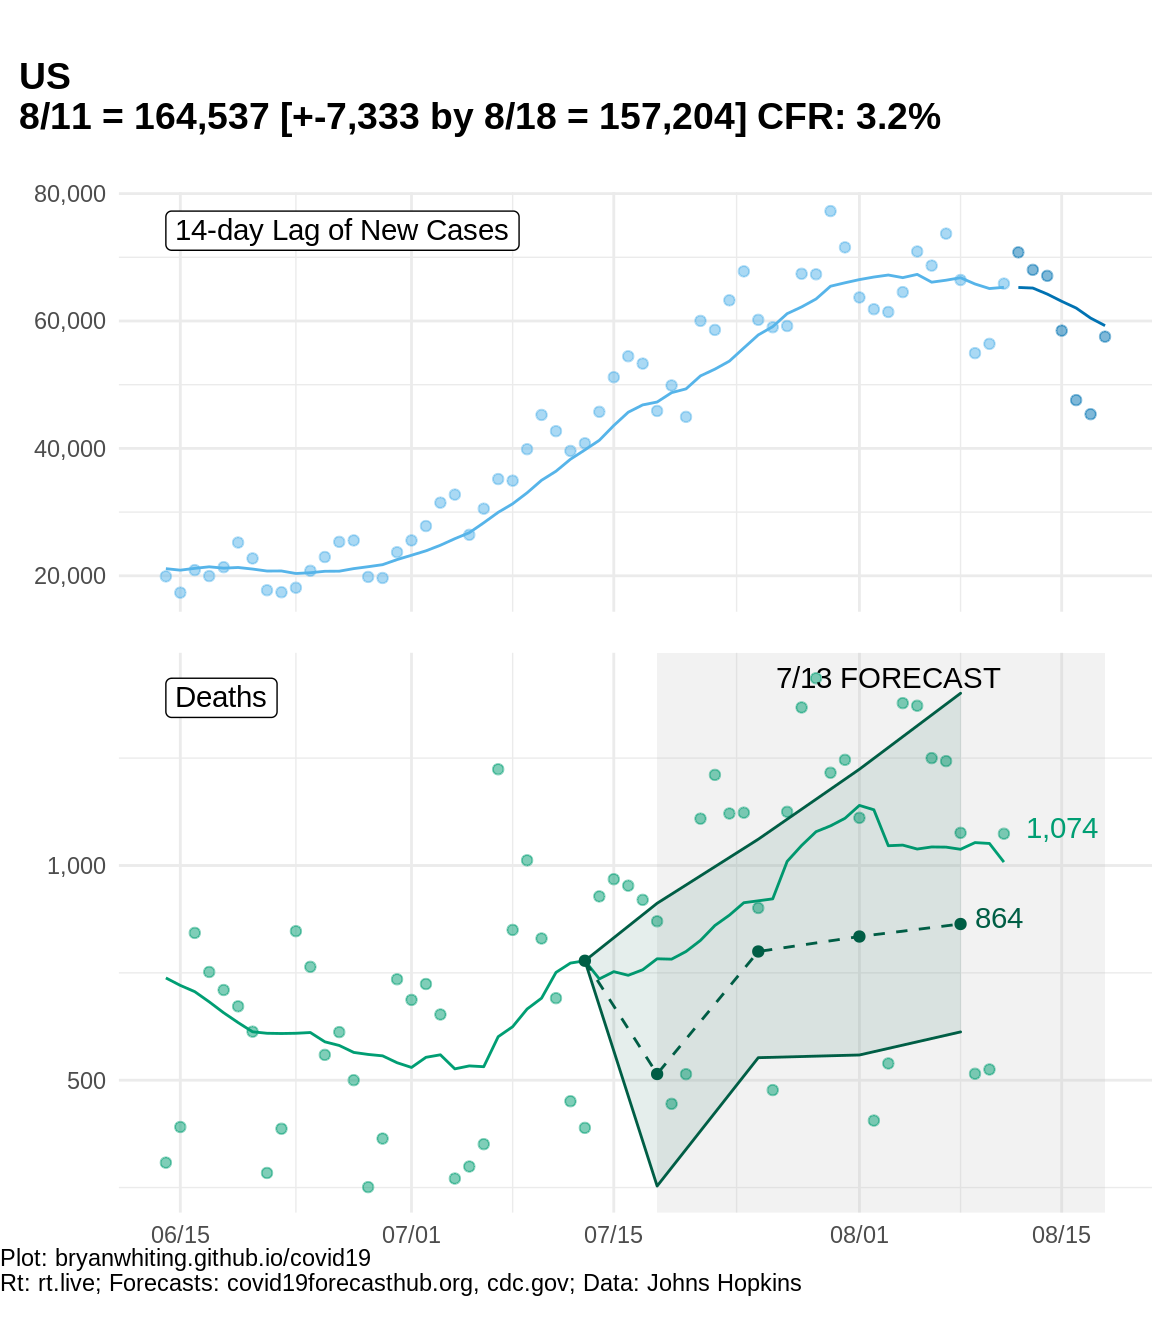 US
8/11 = 164,537 [+-7,333 by 8/18 = 157,204] CFR: 3.2%
80,000
14-day Lag of New Cases
60,000
40,000
20,000
7/13 FORECAST
Deaths
1,074
1,000
864
500
06/15 07/01 07/15 08/01 08/15
Plot: bryanwhiting.github.io/covid19
Rt: rt.live; Forecasts: covid19forecasthub.org, cdc.gov; Data: Johns Hopkins